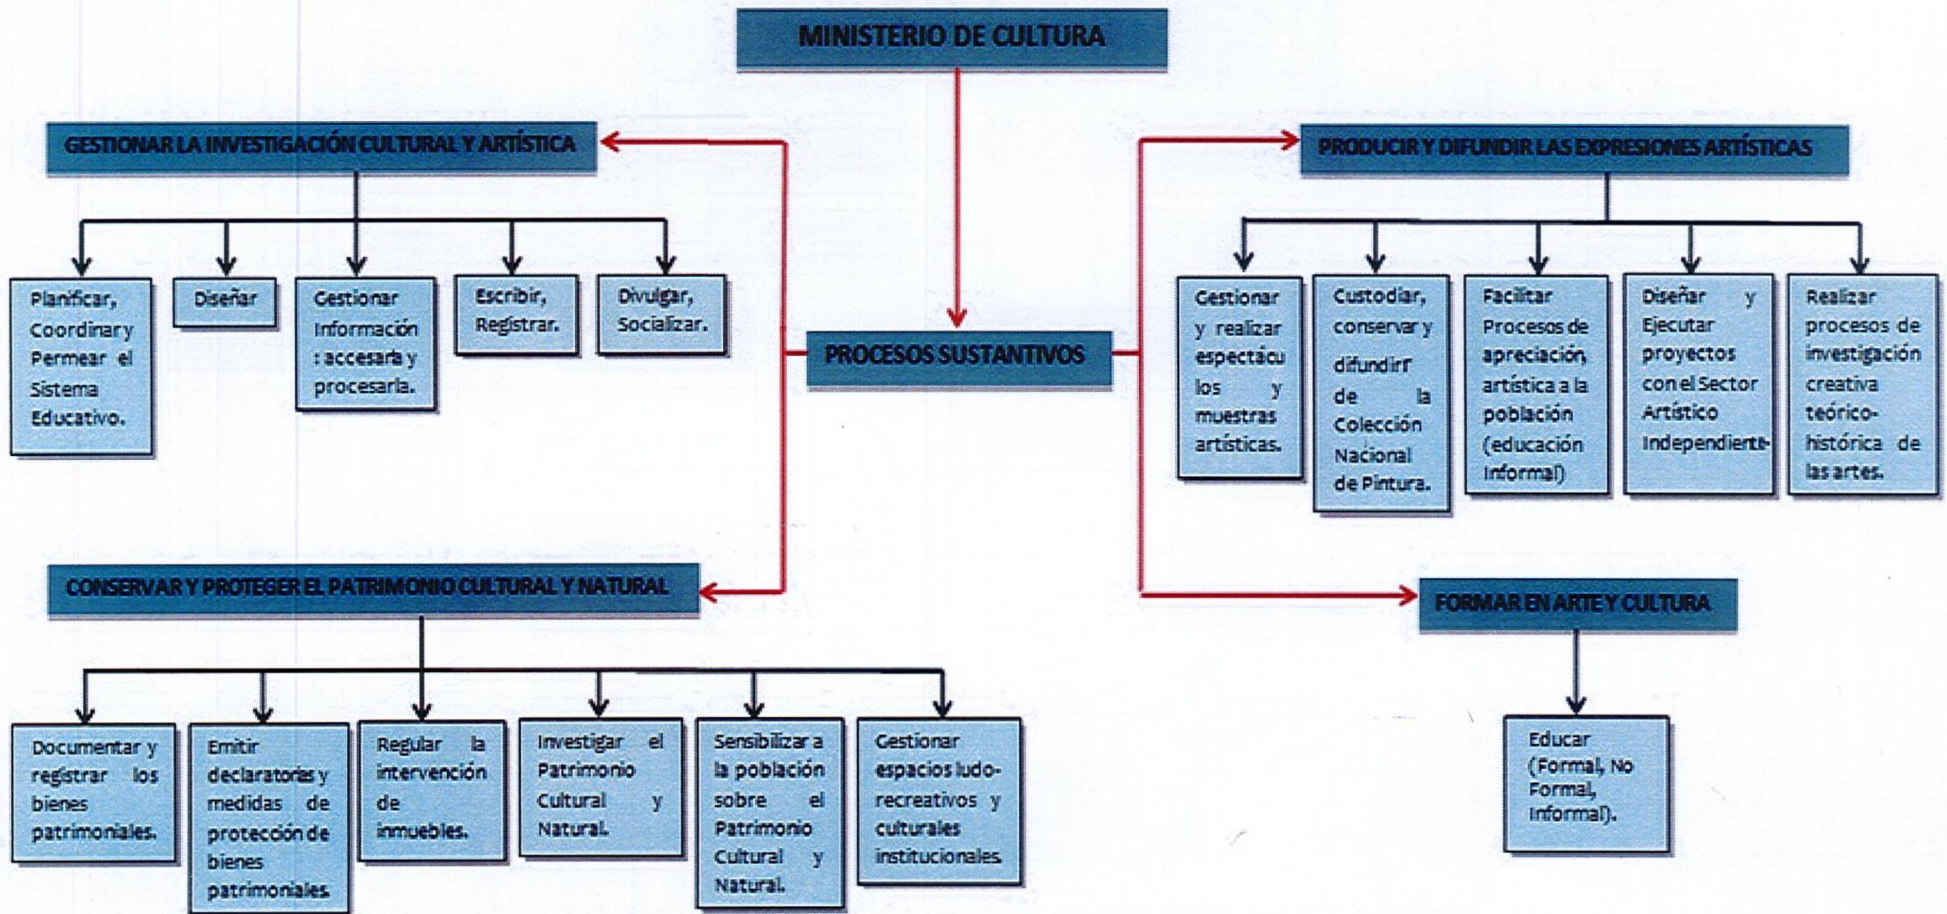 MINISTERIO DE CULTURA
GESTIONAR LA INVESTIGACIÓN CULTURAL Y ARTÍSTICA
Planificar,
Coordinar y
Permear el
Sistema
Educativo.
Diseñar
Gestionar
Información
: accesarla y
procesarla.
Escribir,
Registrar.
Divulgar,
Socializar.
PROCESOS SUSTANTIVOS
PRODUCIR Y DIFUNDIR LAS EXPRESIONES ARTÍSTICAS
Gestionar
y realizar
espectácu
los y
muestras
artísticas.
Custodiar,
conservar y
difundirr
de la
Colección
Nacional
de Pintura.
Facilitar
Procesos de
apreciación,
artística a la
población
(educación
Informal)
Diseñar y
Ejecutar
proyectos
con el Sector
Artístico
Independiente-
Realizar
procesos de
investigación
creativa
teórico-
histórica de
las artes.
CONSERVAR Y PROTEGER EL PATRIMONIO CULTURAL Y NATURAL
Documentar y
registrar los
bienes
patrimoniales.
Emitir
declaratorias y
medidas de
protección de
bienes
patrimoniales.
Regular la
intervención
de
inmuebles.
Investigar el
Patrimonio
Cultural y
Natural.
Sensibilizar a
la población
sobre el
Patrimonio
Cultural y
Natural.
Gestionar
espacios ludo-
recreativos y
culturales
institucionales.
FORMAR EN ARTE Y CULTURA
Educar
(Formal, No
Formal,
Informal).